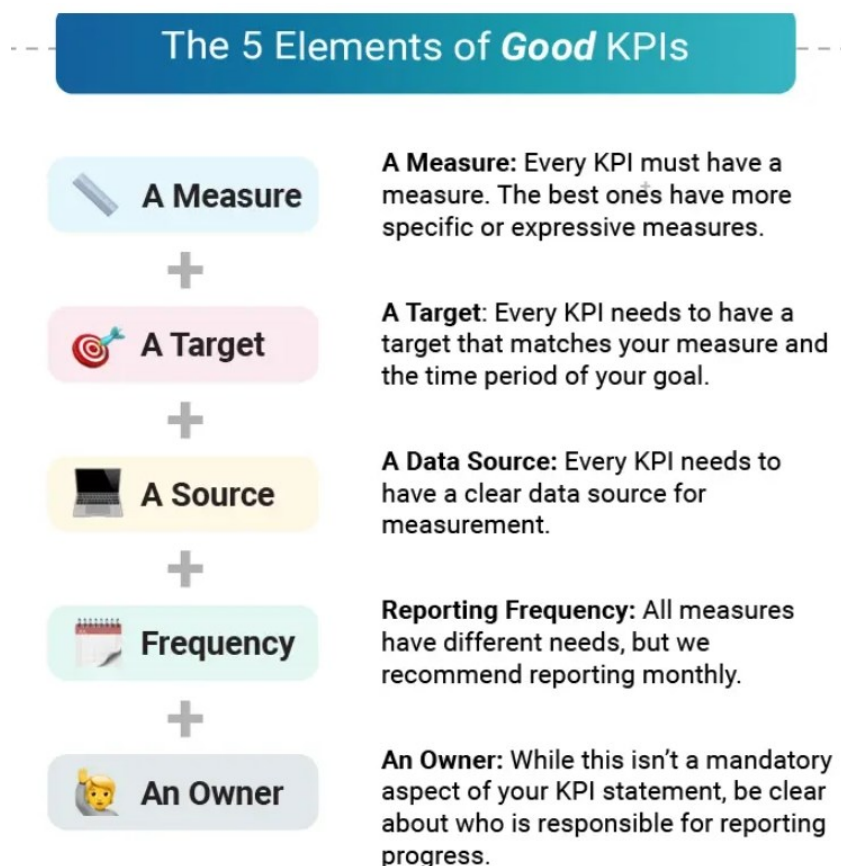 The 5 Elements of Good KPIs
A Measure
A Measure: Every KPI must have a
measure. The best ones have more
specific or expressive measures.
+
A Target
A Target: Every KPI needs to have a
target that matches your measure and
the time period of your goal.
+
A Source
A Data Source: Every KPI needs to
have a clear data source for
measurement.
+
Frequency
Reporting Frequency: All measures
have different needs, but we
recommend reporting monthly.
+
An Owner
An Owner: While this isn’t a mandatory
aspect of your KPI statement, be clear
about who is responsible for reporting
progress.